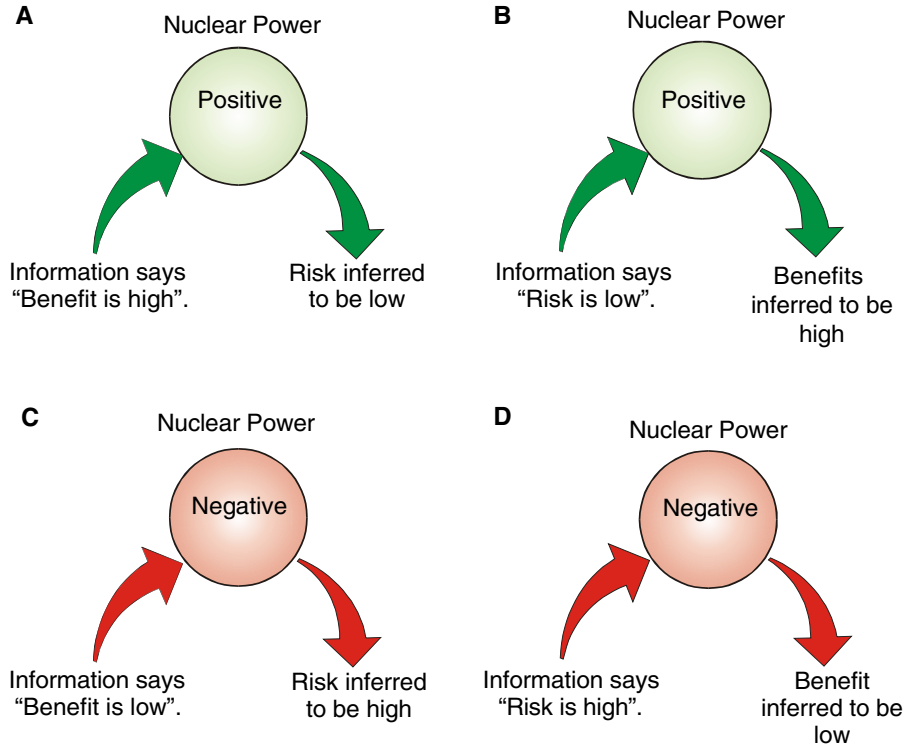 A
Nuclear Power
Positive
Information says
“Benefit is high”.
Risk inferred
to be low
B
Nuclear Power
Positive
Information says
“Risk is low”.
Benefits
inferred to be
high
C
Nuclear Power
Negative
Information says
“Benefit is low”.
Risk inferred
to be high
D
Nuclear Power
Negative
Information says
“Risk is high”.
Benefit
inferred to be
low